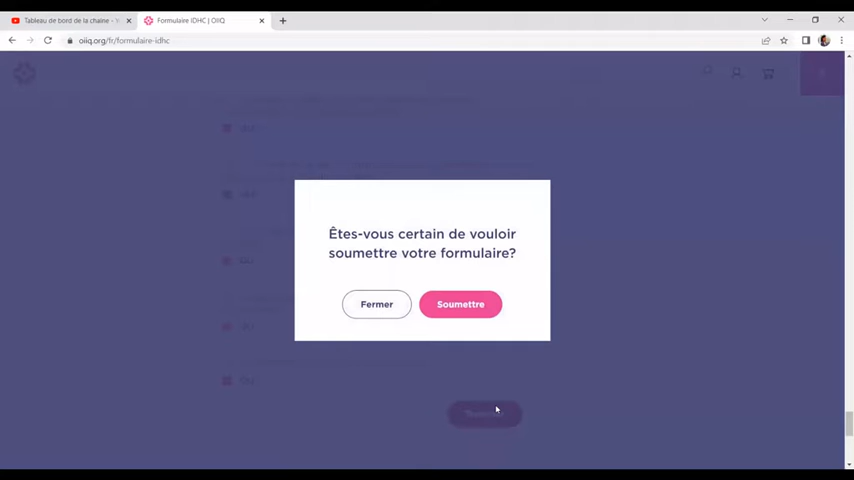 Tableau de bord de la chaîne - Y
Formulaire IDHC | OIIQ
oiiq.org/fr/formulaire-idhc
Êtes-vous certain de vouloir
soumettre votre formulaire?
Fermer
Soumettre